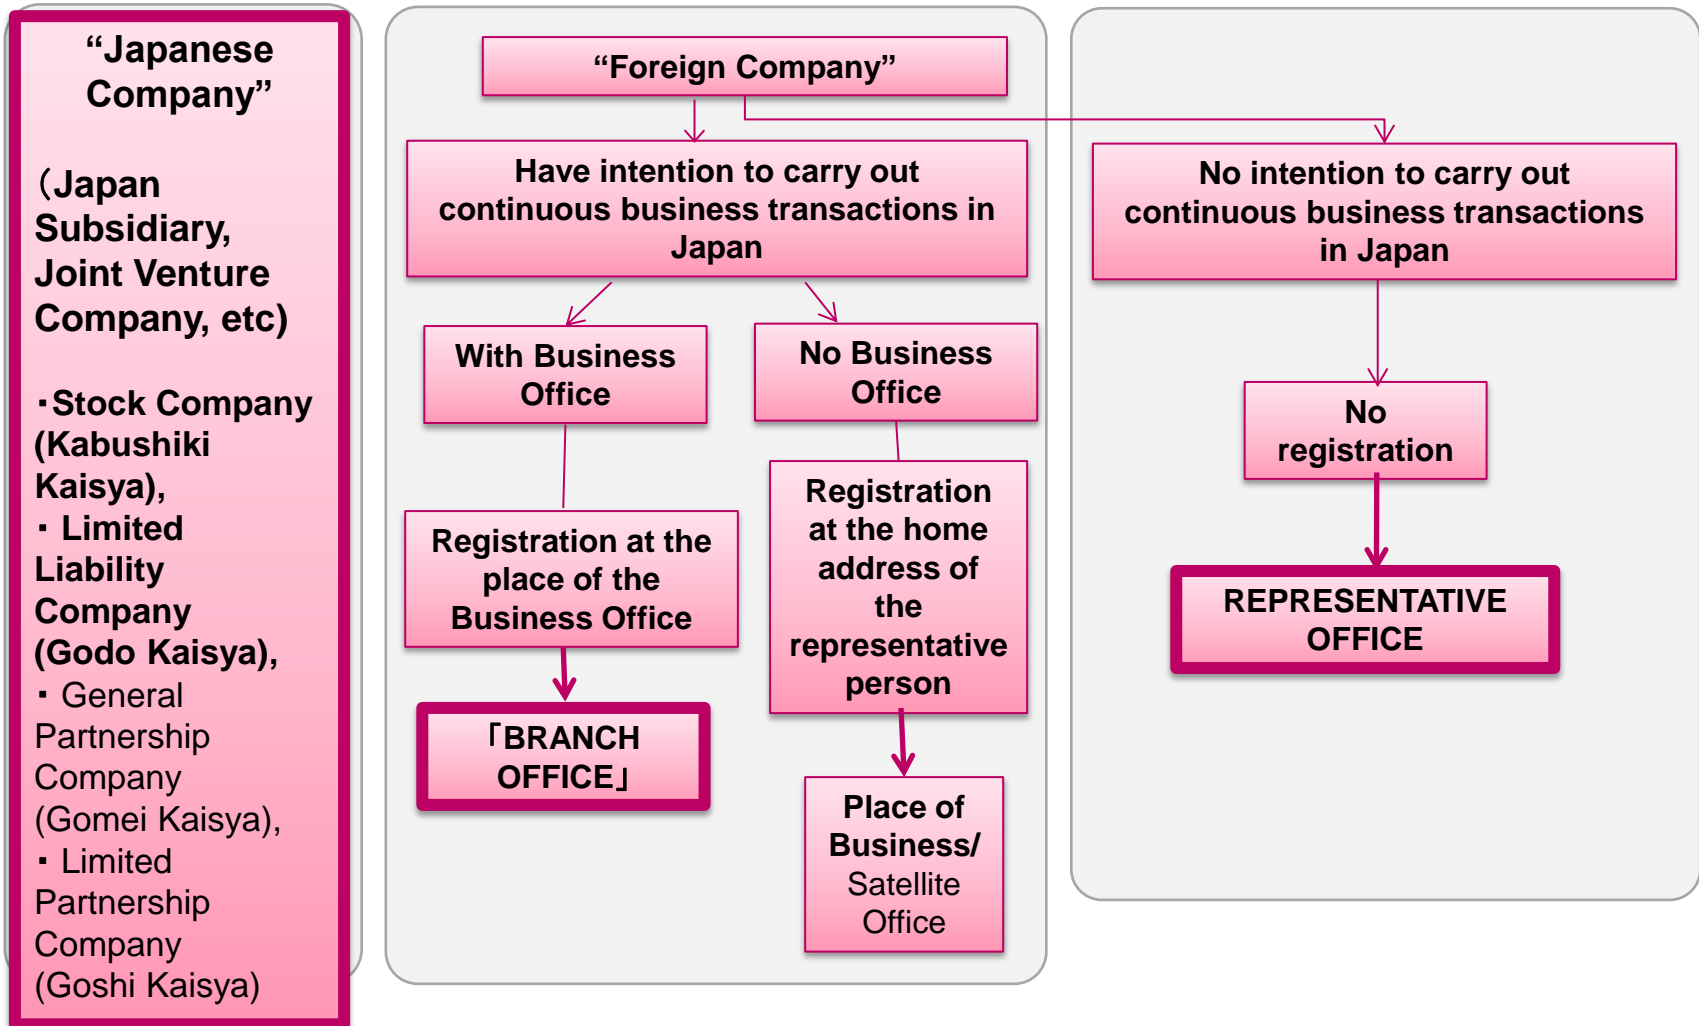 “Japanese
Company”
（Japan
Subsidiary,
Joint Venture
Company, etc)
・Stock Company
(Kabushiki
Kaisya),
・ Limited
Liability
Company
(Godo Kaisya),
・ General
Partnership
Company
(Gomei Kaisya),
・ Limited
Partnership
Company
(Goshi Kaisya)
“Foreign Company”
Have intention to carry out
continuous business transactions in
Japan
With Business
Office
Registration at the
place of the
Business Office
「BRANCH
OFFICE」
No Business
Office
Registration
at the home
address of
the
representative
person
Place of
Business/
Satellite
Office
No intention to carry out
continuous business transactions
in Japan
No
registration
REPRESENTATIVE
OFFICE